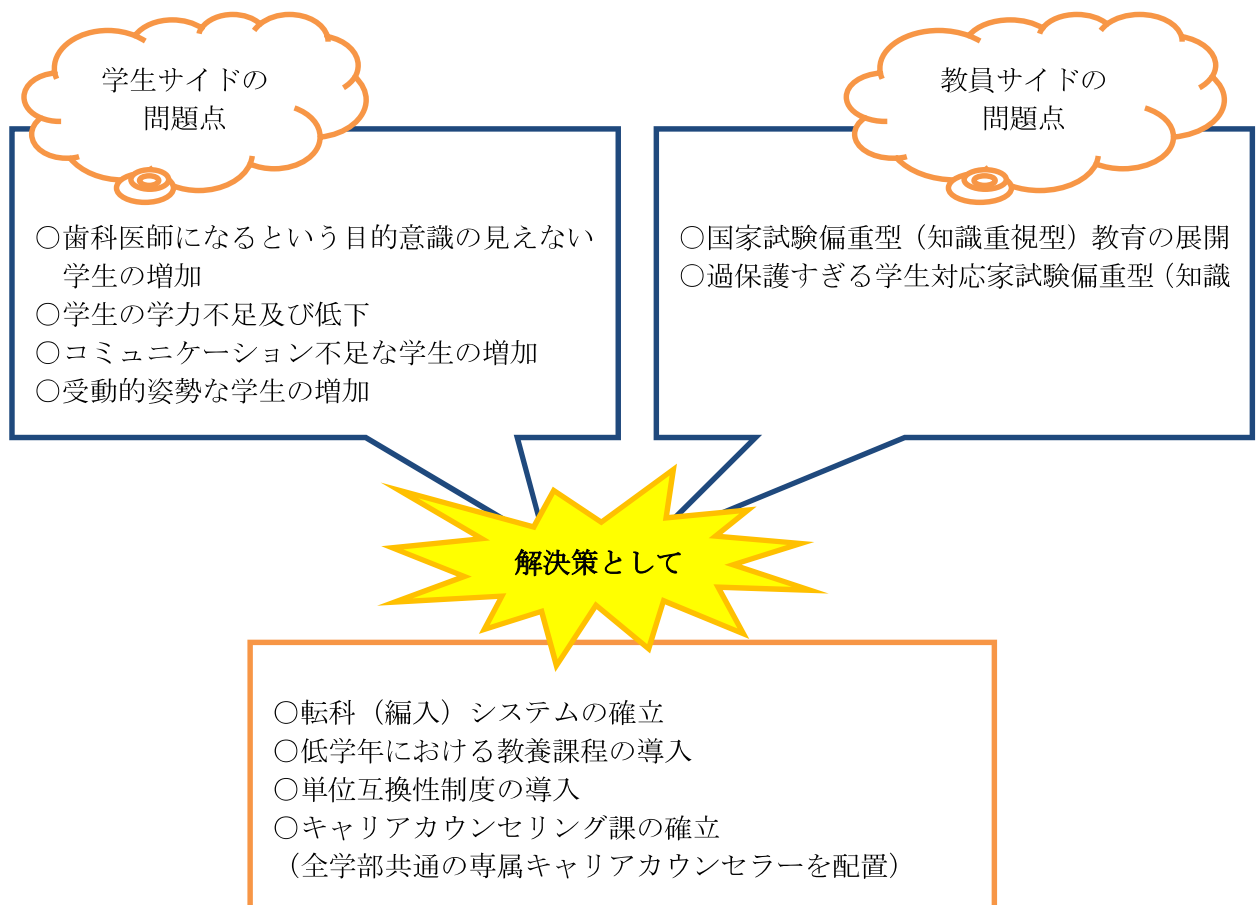 学生サイドの
問題点
○歯科医師になるという目的意識の見えない
学生の増加
○学生の学力不足及び低下
○コミュニケーション不足な学生の増加
○受動的姿勢な学生の増加
教員サイドの
問題点
○国家試験偏重型（知識重視型）教育の展開
○過保護すぎる学生対応家試験偏重型（知識
解決策として
○転科（編入）システムの確立
○低学年における教養課程の導入
○単位互換性制度の導入
○キャリアカウンセリング課の確立
（全学部共通の専属キャリアカウンセラーを配置）